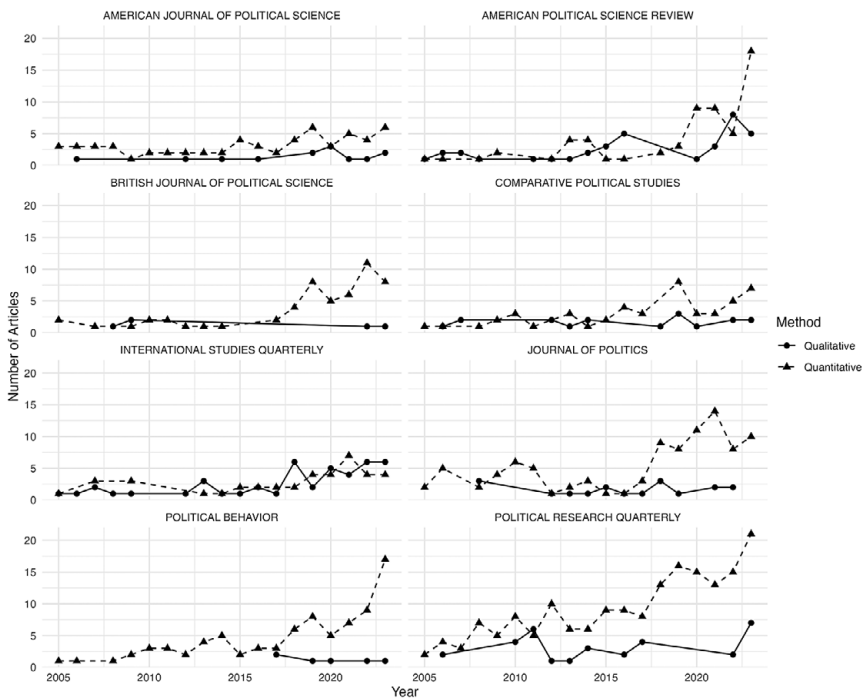 AMERICAN JOURNAL OF POLITICAL SCIENCE
AMERICAN POLITICAL SCIENCE REVIEW
20
15
10
5
0
BRITISH JOURNAL OF POLITICAL SCIENCE
COMPARATIVE POLITICAL STUDIES
20
15
10
5
0
INTERNATIONAL STUDIES QUARTERLY
JOURNAL OF POLITICS
20
15
10
5
0
POLITICAL BEHAVIOR
POLITICAL RESEARCH QUARTERLY
20
15
10
5
0
2005 2010 2015 2020
2005 2010 2015 2020
Year
Number of Articles
Method
Qualitative
Quantitative